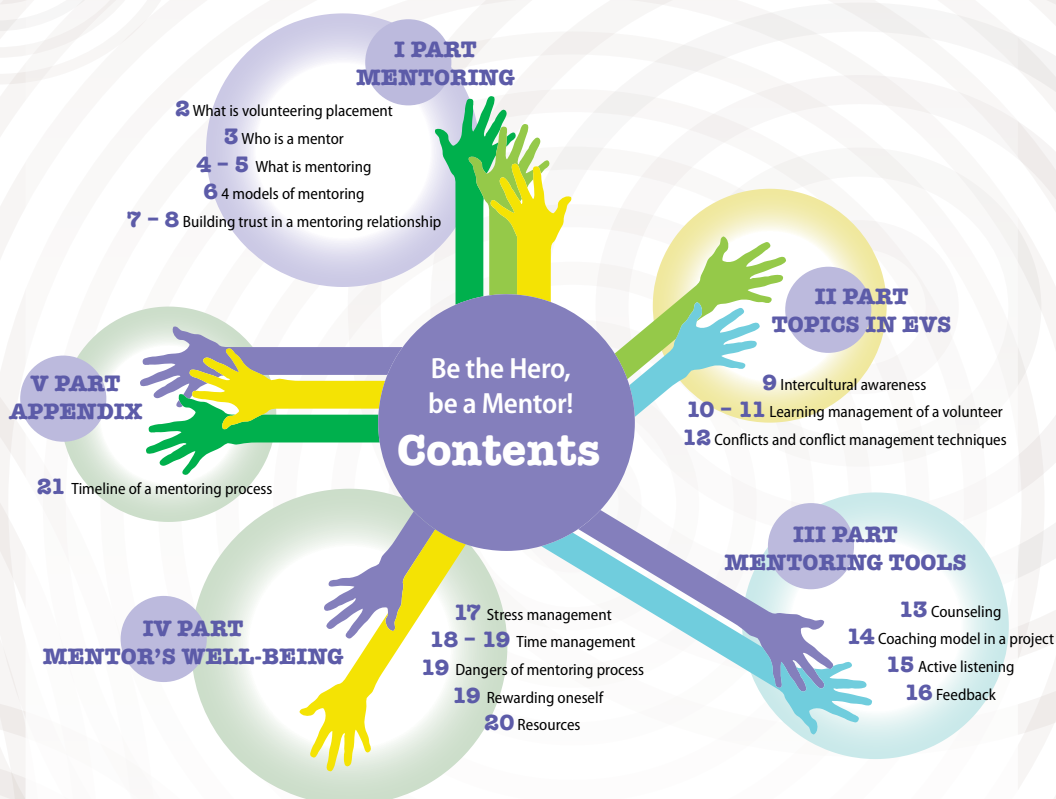 Be the Hero,
be a Mentor!
Contents
I PART
MENTORING
2 What is volunteering placement
3 Who is a mentor
4 – 5 What is mentoring
6 4 models of mentoring
7 – 8 Building trust in a mentoring relationship
II PART
TOPICS IN EVS
9 Intercultural awareness
10 – 11 Learning management of a volunteer
12 Conflicts and conflict management techniques
III PART
MENTORING TOOLS
13 Counseling
14 Coaching model in a project
15 Active listening
16 Feedback
IV PART
MENTOR'S WELL-BEING
17 Stress management
18 – 19 Time management
19 Dangers of mentoring process
19 Rewarding oneself
20 Resources
V PART
APPENDIX
21 Timeline of a mentoring process